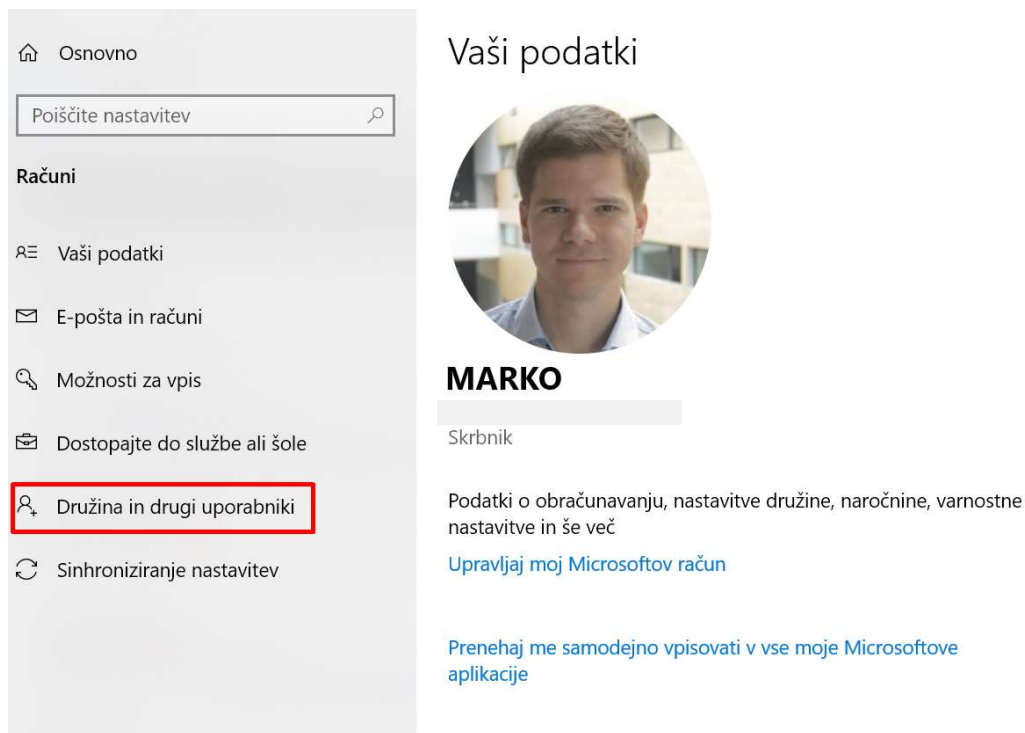 Osnovno
Poiščite nastavitev
Računi
Vaši podatki
E-pošta in računi
Možnosti za vpis
Dostopajte do službe ali šole
Družina in drugi uporabniki
Sinhroniziranje nastavitev
Vaši podatki
MARKO
Skrbnik
Podatki o obračunavanju, nastavitve družine, naročnine, varnostne
nastavitve in še več
Upravljaj moj Microsoftov račun
Prenehaj me samodejno vpisovati v vse moje Microsoftove
aplikacije